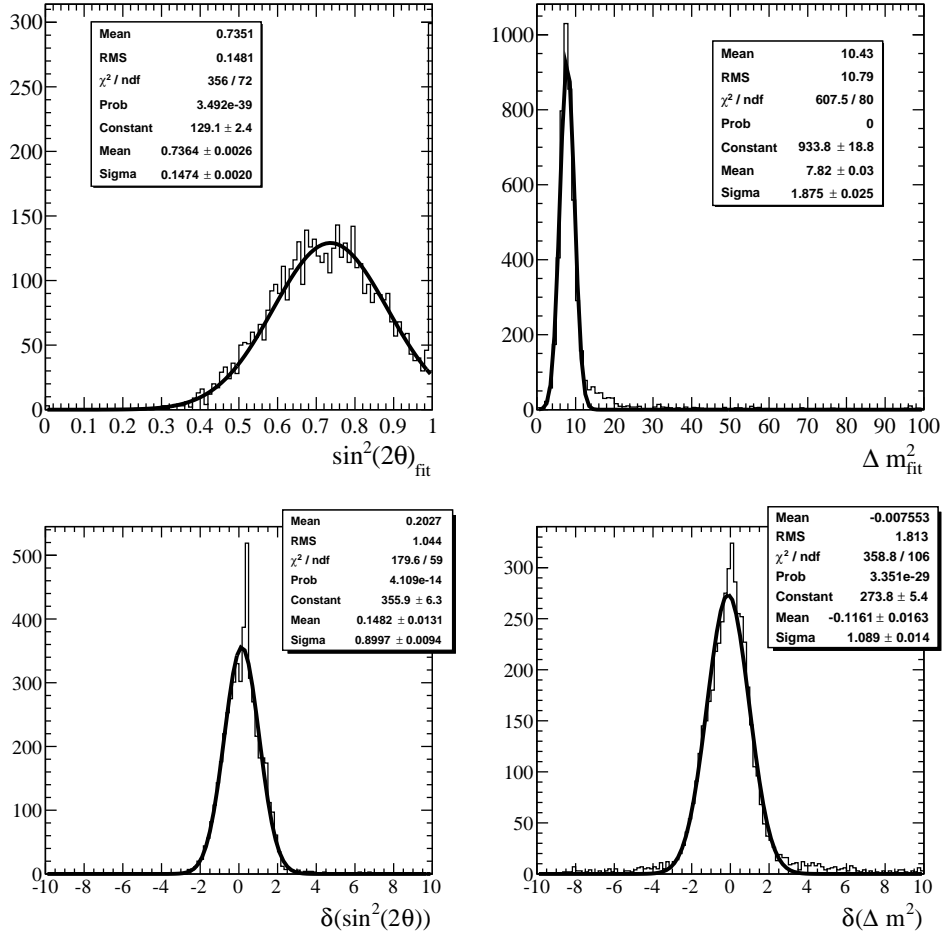 Mean 0.7351
RMS 0.1481
χ² / ndf 356 / 72
Prob 3.492e-39
Constant 129.1 ± 2.4
Mean 0.7364 ± 0.0026
Sigma 0.1474 ± 0.0020
300
250
200
150
100
50
0
0 0.1 0.2 0.3 0.4 0.5 0.6 0.7 0.8 0.9 1
sin²(2θ)fit
Mean 10.43
RMS 10.79
χ² / ndf 607.5 / 80
Prob 0
Constant 933.8 ± 18.8
Mean 7.82 ± 0.03
Sigma 1.875 ± 0.025
1000
800
600
400
200
0
0 10 20 30 40 50 60 70 80 90 100
Δ m²fit
Mean 0.2027
RMS 1.044
χ² / ndf 179.6 / 59
Prob 4.109e-14
Constant 355.9 ± 6.3
Mean 0.1482 ± 0.0131
Sigma 0.8997 ± 0.0094
500
400
300
200
100
0
-10 -8 -6 -4 -2 0 2 4 6 8 10
δ(sin²(2θ))
Mean -0.007553
RMS 1.813
χ² / ndf 358.8 / 106
Prob 3.351e-29
Constant 273.8 ± 5.4
Mean -0.1161 ± 0.0163
Sigma 1.089 ± 0.014
300
250
200
150
100
50
0
-10 -8 -6 -4 -2 0 2 4 6 8 10
δ(Δ m²)